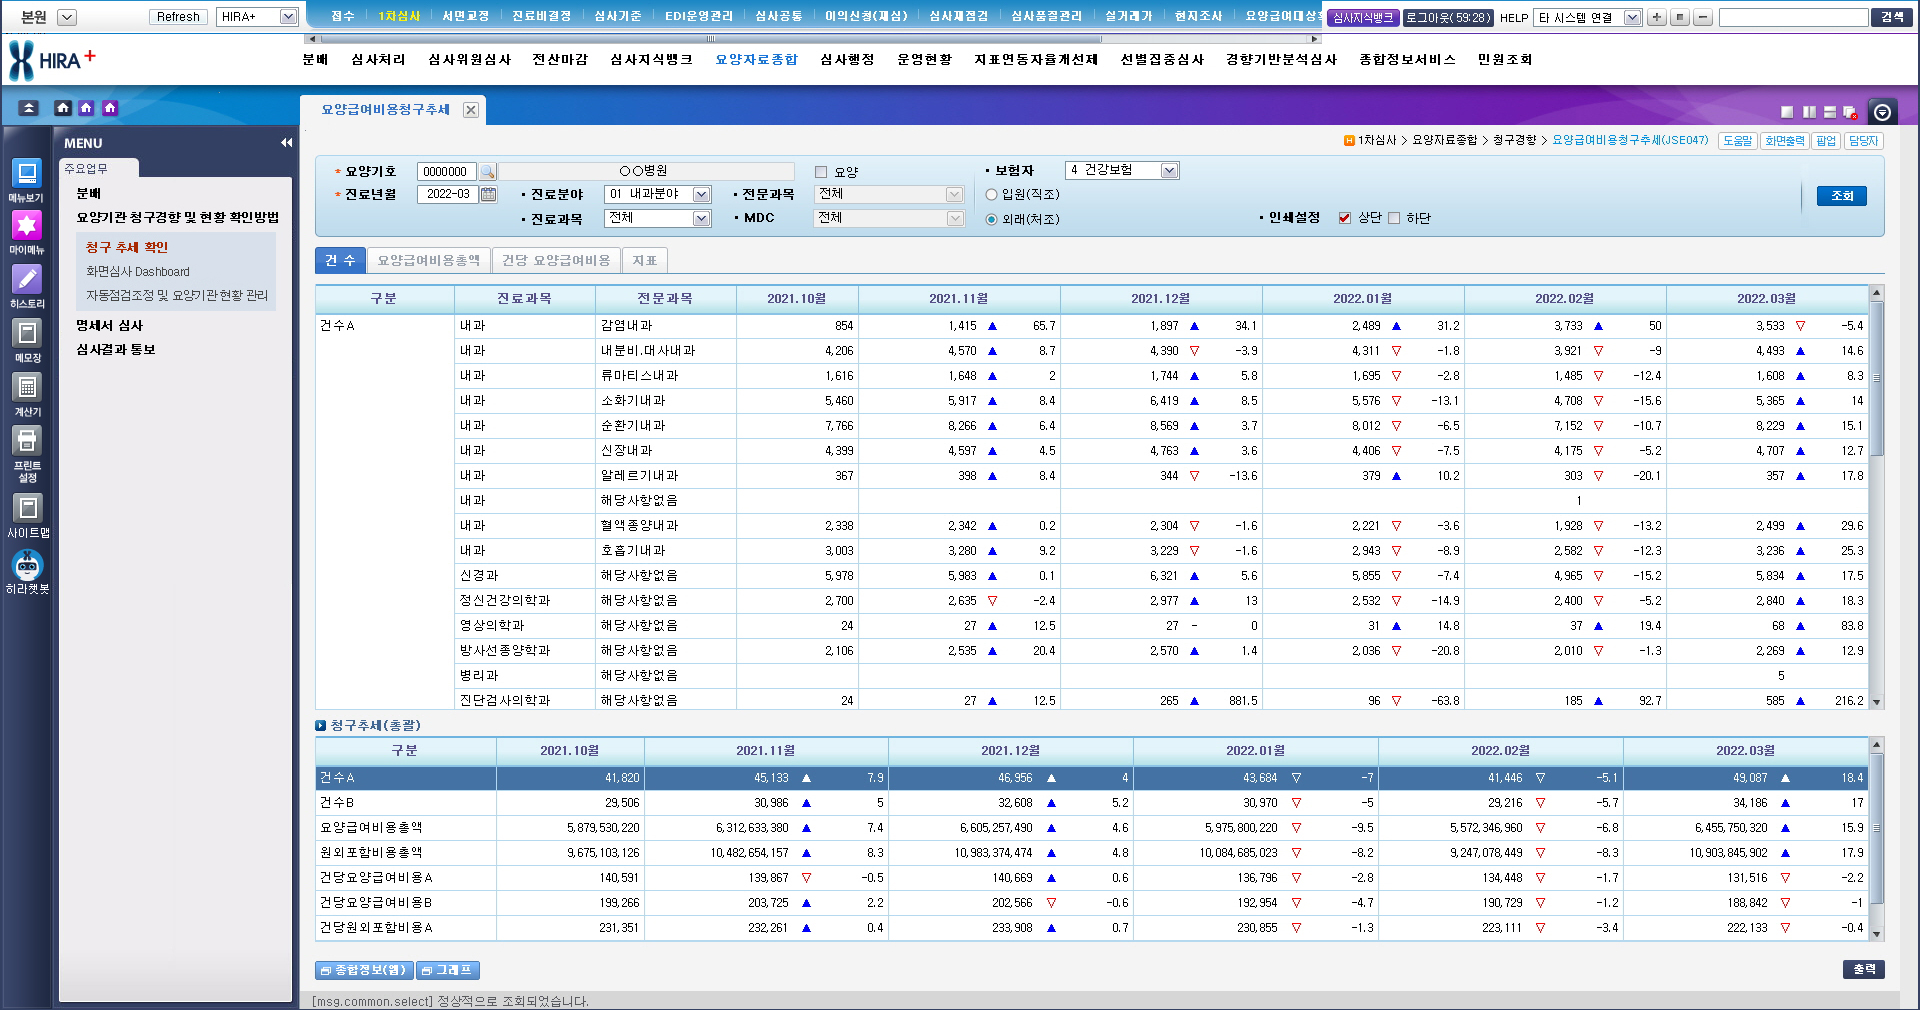 본원 Refresh HIRA+ 접수 1차심사 서면교정 진료비결정 심사기준 EDI운영관리 심사공통 이의신청(재심) 심사재점검 심사품질관리 실거래가 현지조사 요양급여대상 심사지식뱅크 로그아웃(59:28) HELP 타 시스템 연결 검색
HIRA+ 분배 심사처리 심사위원심사 전산마감 심사지식뱅크 요양자료종합 심사행정 운영현황 지표연동자율개선제 선별집중심사 경향기반분석심사 종합정보서비스 민원조회
요양급여비용청구추세
MENU
주요업무
분배
요양기관 청구경향 및 현황 확인방법
청구 추세 확인
화면심사 Dashboard
자동점검조정 및 요양기관현황 관리
명세서 심사
심사결과 통보
메뉴보기
마이메뉴
히스토리
메모장
계산기
프린트
설정
사이트맵
히라챗봇
1차심사 > 요양자료종합 > 청구경향 > 요양급여비용청구추세(JSE047) 도움말 화면출력 팝업 담당자
* 요양기호 0000000 ○○병원 요양 • 보험자 4 건강보험
* 진료년월 2022-03 • 진료분야 01 내과분야 • 전문과목 전체 입원(직조) 조회
• 진료과목 전체 • MDC 전체 외래(처조) • 인쇄설정 상단 하단
건 수 요양급여비용총액 건당 요양급여비용 지표
구분 진료과목 전문과목 2021.10월 2021.11월 2021.12월 2022.01월 2022.02월 2022.03월
건수A 내과 감염내과 854 1,415 ▲ 65.7 1,897 ▲ 34.1 2,489 ▲ 31.2 3,733 ▲ 50 3,533 ▽ -5.4
내과 내분비.대사내과 4,206 4,570 ▲ 8.7 4,390 ▽ -3.9 4,311 ▽ -1.8 3,921 ▽ -9 4,493 ▲ 14.6
내과 류마티스내과 1,616 1,648 ▲ 2 1,744 ▲ 5.8 1,695 ▽ -2.8 1,485 ▽ -12.4 1,608 ▲ 8.3
내과 소화기내과 5,460 5,917 ▲ 8.4 6,419 ▲ 8.5 5,576 ▽ -13.1 4,708 ▽ -15.6 5,365 ▲ 14
내과 순환기내과 7,766 8,266 ▲ 6.4 8,569 ▲ 3.7 8,012 ▽ -6.5 7,152 ▽ -10.7 8,229 ▲ 15.1
내과 신장내과 4,399 4,597 ▲ 4.5 4,763 ▲ 3.6 4,406 ▽ -7.5 4,175 ▽ -5.2 4,707 ▲ 12.7
내과 알레르기내과 367 398 ▲ 8.4 344 ▽ -13.6 379 ▲ 10.2 303 ▽ -20.1 357 ▲ 17.8
내과 해당사항없음 1
내과 혈액종양내과 2,338 2,342 ▲ 0.2 2,304 ▽ -1.6 2,221 ▽ -3.6 1,928 ▽ -13.2 2,499 ▲ 29.6
내과 호흡기내과 3,003 3,280 ▲ 9.2 3,229 ▽ -1.6 2,943 ▽ -8.9 2,582 ▽ -12.3 3,236 ▲ 25.3
신경과 해당사항없음 5,978 5,983 ▲ 0.1 6,321 ▲ 5.6 5,855 ▽ -7.4 4,965 ▽ -15.2 5,834 ▲ 17.5
정신건강의학과 해당사항없음 2,700 2,635 ▽ -2.4 2,977 ▲ 13 2,532 ▽ -14.9 2,400 ▽ -5.2 2,840 ▲ 18.3
영상의학과 해당사항없음 24 27 ▲ 12.5 27 - 0 31 ▲ 14.8 37 ▲ 19.4 68 ▲ 83.8
방사선종양학과 해당사항없음 2,106 2,535 ▲ 20.4 2,570 ▲ 1.4 2,036 ▽ -20.8 2,010 ▽ -1.3 2,269 ▲ 12.9
병리과 해당사항없음 5
진단검사의학과 해당사항없음 24 27 ▲ 12.5 265 ▲ 881.5 96 ▽ -63.8 185 ▲ 92.7 585 ▲ 216.2
청구추세(총괄)
구분 2021.10월 2021.11월 2021.12월 2022.01월 2022.02월 2022.03월
건수A 41,820 45,133 ▲ 7.9 46,956 ▲ 4 43,684 ▽ -7 41,446 ▽ -5.1 49,087 ▲ 18.4
건수B 29,506 30,986 ▲ 5 32,608 ▲ 5.2 30,970 ▽ -5 29,216 ▽ -5.7 34,186 ▲ 17
요양급여비용총액 5,879,530,220 6,312,633,380 ▲ 7.4 6,605,257,490 ▲ 4.6 5,975,800,220 ▽ -9.5 5,572,346,960 ▽ -6.8 6,455,750,320 ▲ 15.9
원외포함비용총액 9,675,103,126 10,482,654,157 ▲ 8.3 10,983,374,474 ▲ 4.8 10,084,685,023 ▽ -8.2 9,247,078,449 ▽ -8.3 10,903,845,902 ▲ 17.9
건당요양급여비용A 140,591 139,867 ▽ -0.5 140,669 ▲ 0.6 136,796 ▽ -2.8 134,448 ▽ -1.7 131,516 ▽ -2.2
건당요양급여비용B 199,266 203,725 ▲ 2.2 202,566 ▽ -0.6 192,954 ▽ -4.7 190,729 ▽ -1.2 188,842 ▽ -1
건당원외포함비용A 231,351 232,261 ▲ 0.4 233,908 ▲ 0.7 230,855 ▽ -1.3 223,111 ▽ -3.4 222,133 ▽ -0.4
종합정보(웹) 그래프 출력
[msg.common.select] 정상적으로 조회되었습니다.